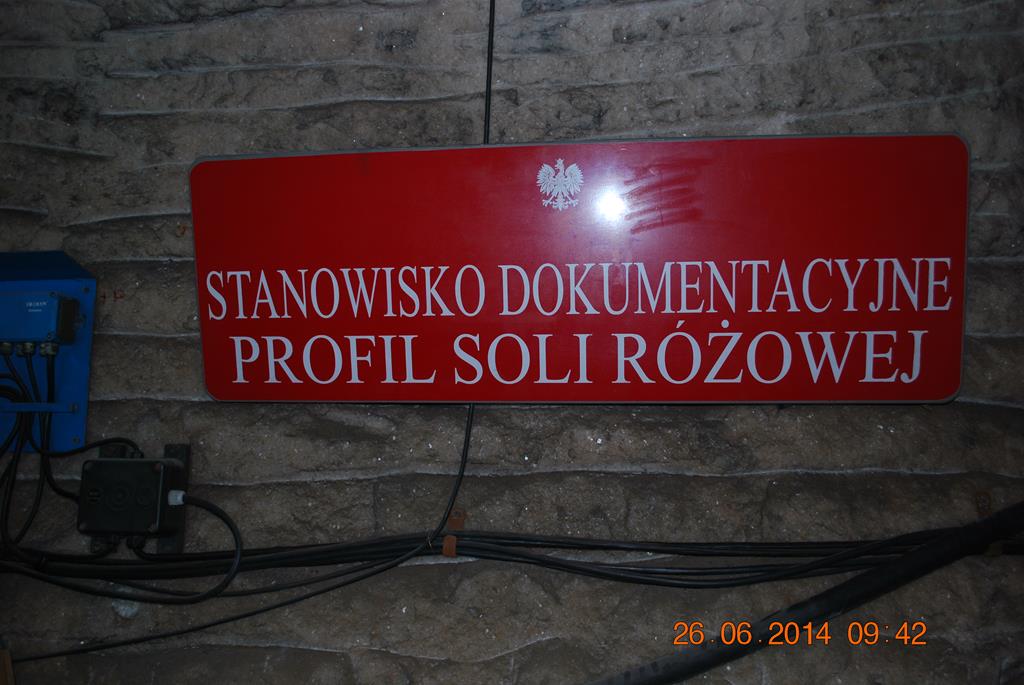 STANOWISKO DOKUMENTACYJNE
PROFIL SOLI RÓŻOWEJ
26.06.2014 09:42